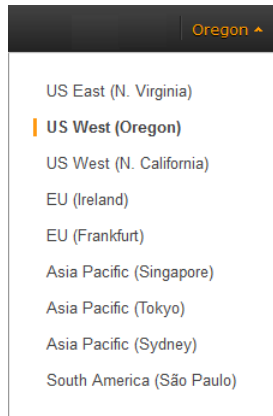 Oregon
US East (N. Virginia)
US West (Oregon)
US West (N. California)
EU (Ireland)
EU (Frankfurt)
Asia Pacific (Singapore)
Asia Pacific (Tokyo)
Asia Pacific (Sydney)
South America (São Paulo)